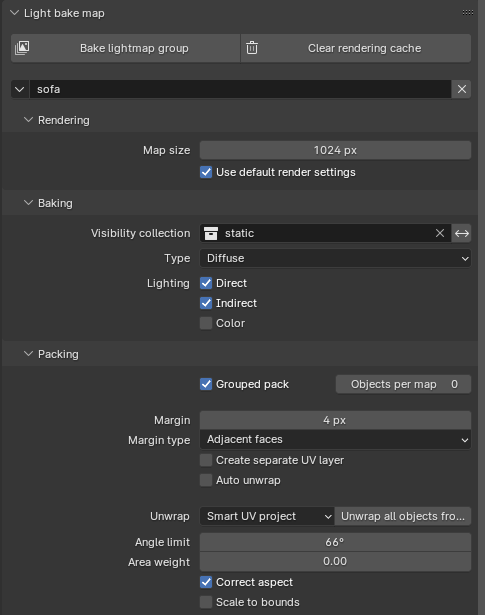 Light bake map
Bake lightmap group Clear rendering cache
sofa
Rendering
Map size 1024 px
Use default render settings
Baking
Visibility collection static
Type Diffuse
Lighting Direct
Indirect
Color
Packing
Grouped pack Objects per map 0
Margin 4 px
Margin type Adjacent faces
Create separate UV layer
Auto unwrap
Unwrap Smart UV project Unwrap all objects fro...
Angle limit 66°
Area weight 0.00
Correct aspect
Scale to bounds